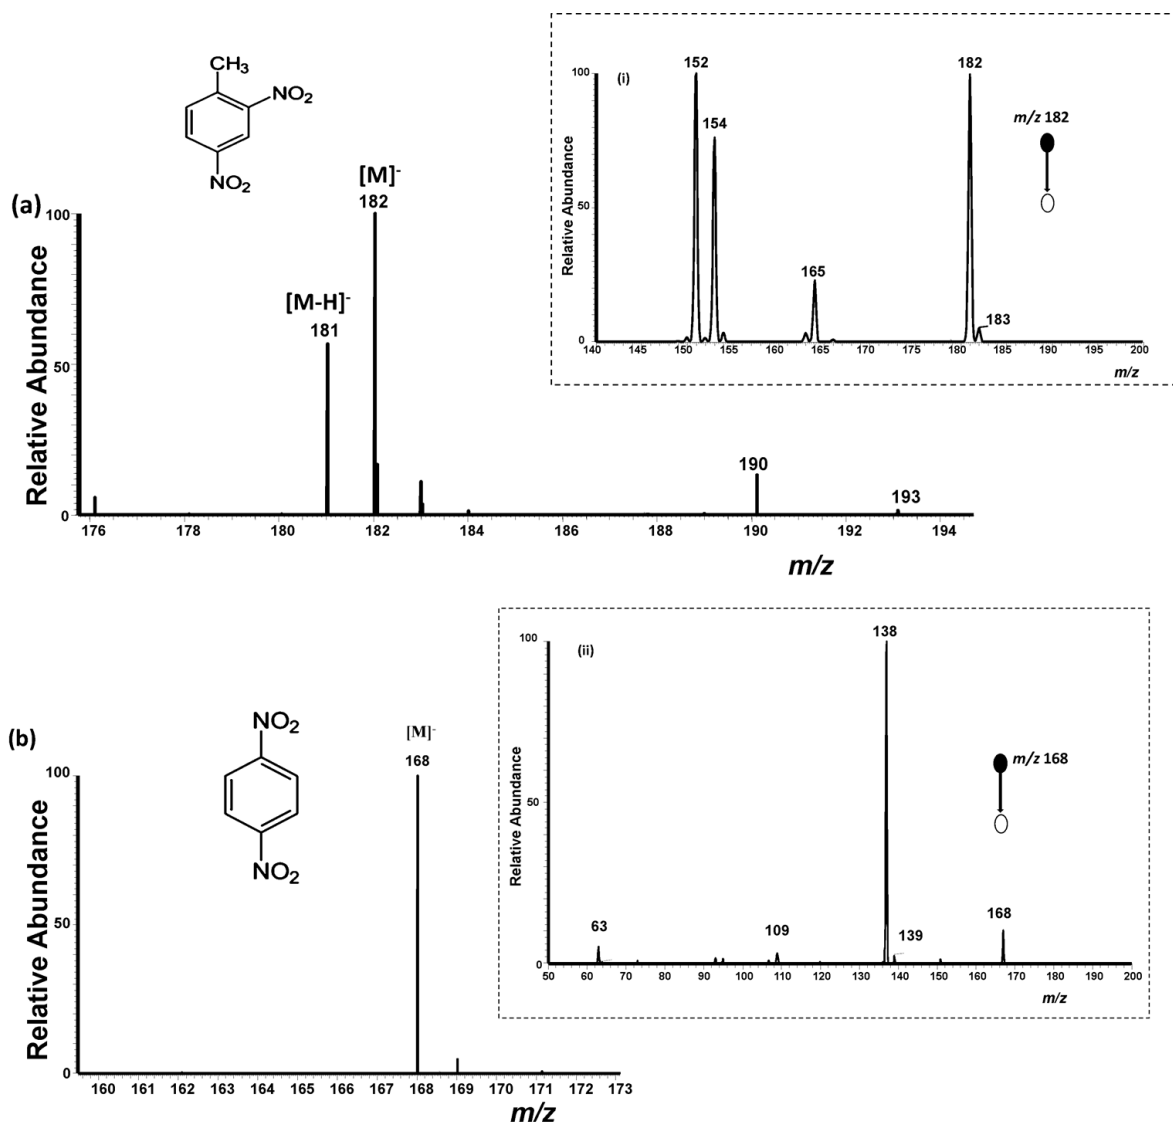 (a)
CH3
NO2
NO2
[M]-
182
[M-H]-
181
190
193
100
50
0
Relative Abundance
176 178 180 182 184 186 188 190 192 194
m/z
(i)
152
154
165
182
183
m/z 182
100
50
0
Relative Abundance
140 145 150 155 160 165 170 175 181 185 190 195 200
m/z
(b)
NO2
NO2
[M]-
168
100
50
0
Relative Abundance
160 161 162 163 164 165 166 167 168 169 170 171 172 173
m/z
(ii)
138
63
109
139
168
m/z 168
100
50
0
Relative Abundance
50 60 70 80 90 100 110 120 130 140 150 160 170 180 190 200
m/z